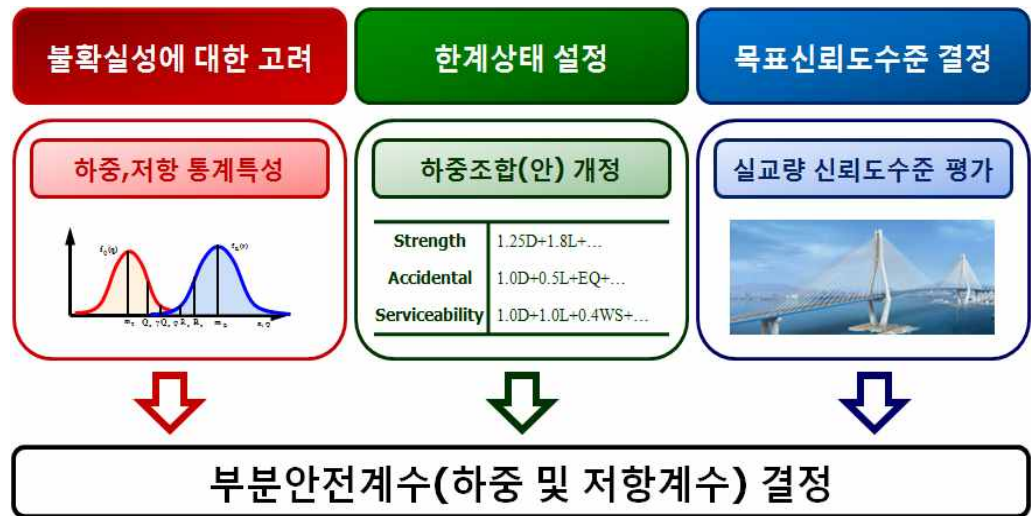 불확실성에 대한 고려
한계상태 설정
목표신뢰도수준 결정
하중,저항 통계특성
f_Q(q)
f_R(r)
하중조합(안) 개정
Strength 1.25D+1.8L+…
Accidental 1.0D+0.5L+EQ+…
Serviceability 1.0D+1.0L+0.4WS+…
실교량 신뢰도수준 평가
부분안전계수(하중 및 저항계수) 결정